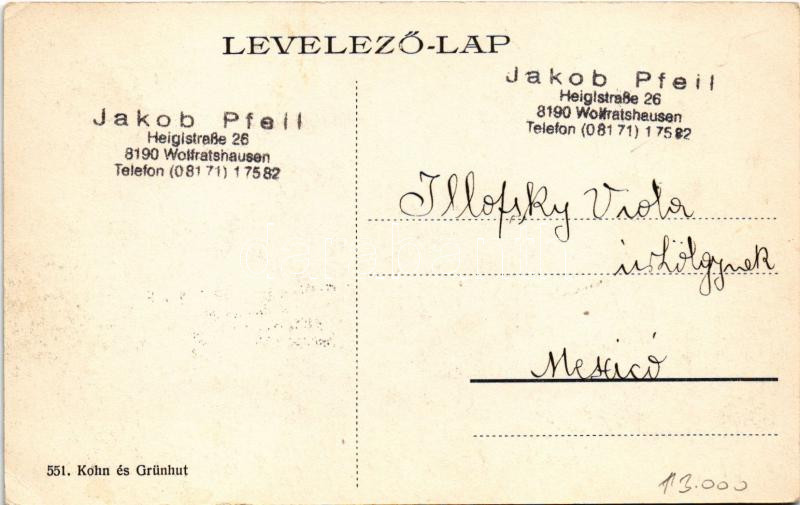 LEVELEZŐ-LAP
Jakob Pfeil
Heiglstraße 26
8190 Wolfratshausen
Telefon (08171) 17582
Jakob Pfeil
Heiglstraße 26
8190 Wolfratshausen
Telefon (08171) 17582
Illofsky Viola
úrhölgynek
Mexicó
551. Kohn és Grünhut
13.000